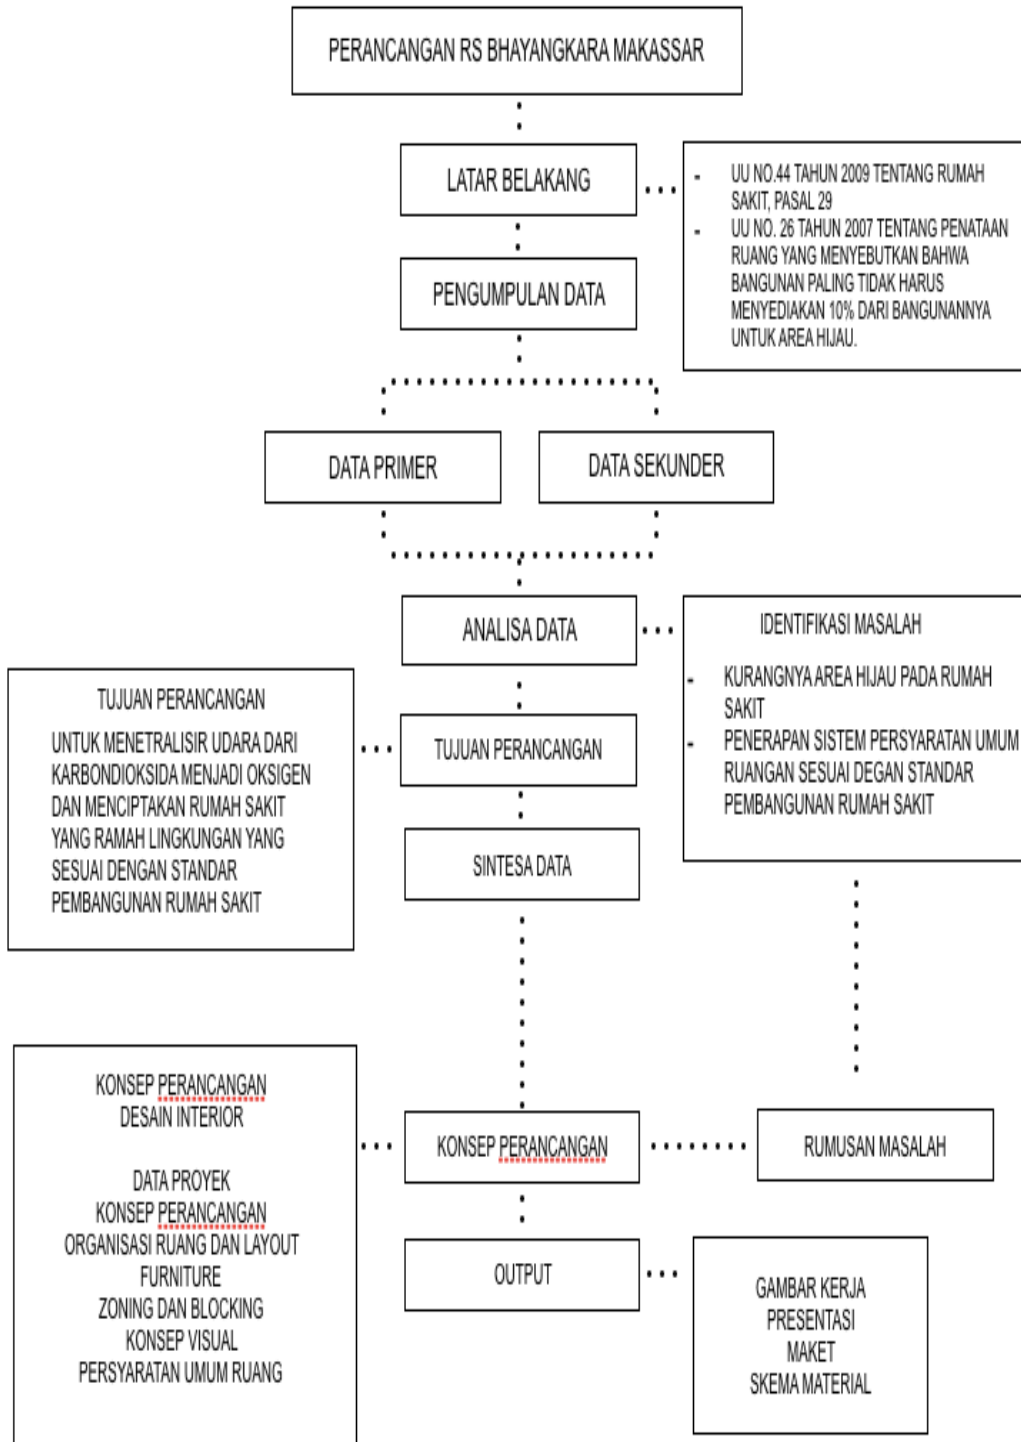 PERANCANGAN RS BHAYANGKARA MAKASSAR
LATAR BELAKANG
- UU NO.44 TAHUN 2009 TENTANG RUMAH
SAKIT, PASAL 29
- UU NO. 26 TAHUN 2007 TENTANG PENATAAN
RUANG YANG MENYEBUTKAN BAHWA
BANGUNAN PALING TIDAK HARUS
MENYEDIAKAN 10% DARI BANGUNANNYA
UNTUK AREA HIJAU.
PENGUMPULAN DATA
DATA PRIMER
DATA SEKUNDER
ANALISA DATA
IDENTIFIKASI MASALAH
- KURANGNYA AREA HIJAU PADA RUMAH
SAKIT
- PENERAPAN SISTEM PERSYARATAN UMUM
RUANGAN SESUAI DEGAN STANDAR
PEMBANGUNAN RUMAH SAKIT
TUJUAN PERANCANGAN
UNTUK MENETRALISIR UDARA DARI
KARBONDIOKSIDA MENJADI OKSIGEN
DAN MENCIPTAKAN RUMAH SAKIT
YANG RAMAH LINGKUNGAN YANG
SESUAI DENGAN STANDAR
PEMBANGUNAN RUMAH SAKIT
TUJUAN PERANCANGAN
SINTESA DATA
KONSEP PERANCANGAN
DESAIN INTERIOR
DATA PROYEK
KONSEP PERANCANGAN
ORGANISASI RUANG DAN LAYOUT
FURNITURE
ZONING DAN BLOCKING
KONSEP VISUAL
PERSYARATAN UMUM RUANG
KONSEP PERANCANGAN
RUMUSAN MASALAH
OUTPUT
GAMBAR KERJA
PRESENTASI
MAKET
SKEMA MATERIAL